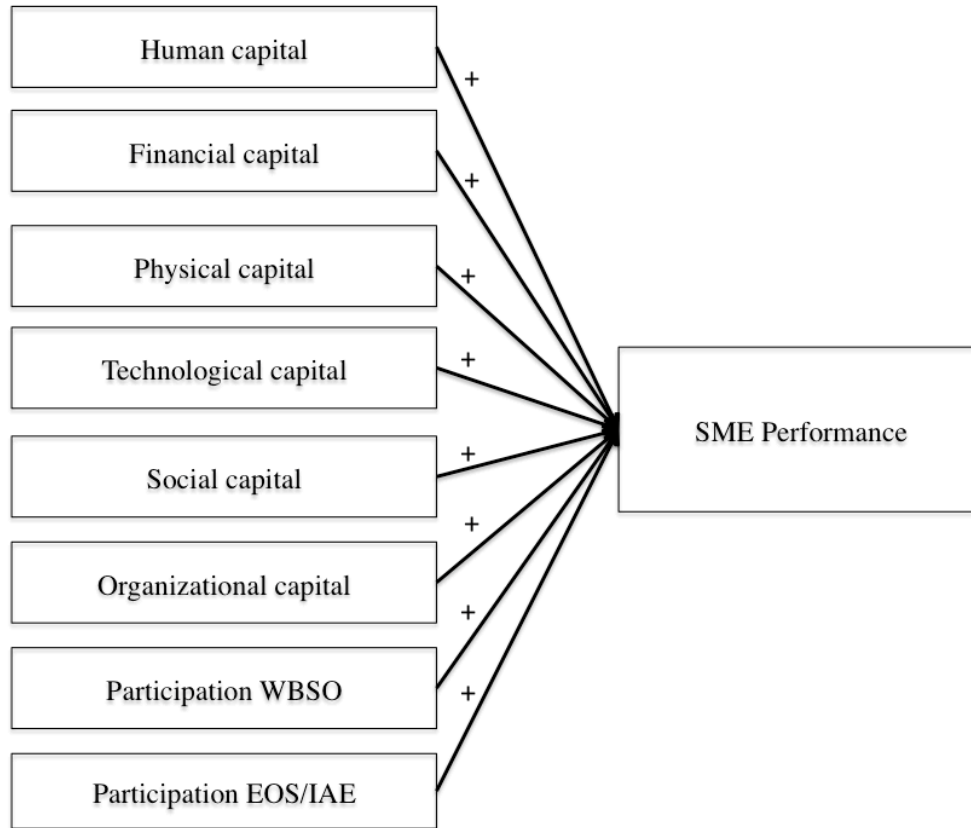 Human capital
+
Financial capital
+
Physical capital
+
Technological capital
+
SME Performance
Social capital
+
Organizational capital
+
Participation WBSO
+
Participation EOS/IAE
+